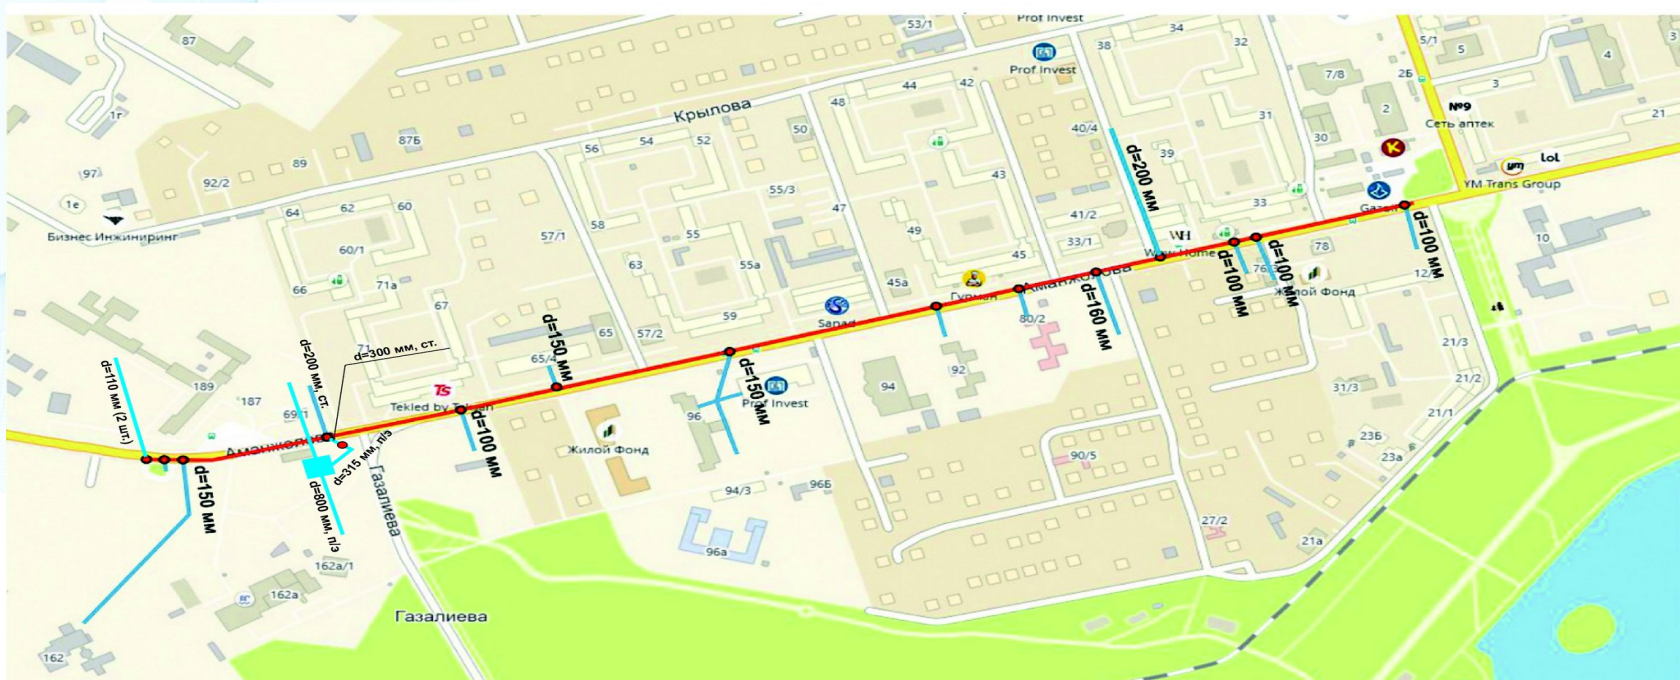 53/1
Prof Invest
34
32
38
5/1
5
4
3
87
Prof Invest
7/8
2Б
3
44
42
48
Крылова
2
№9
Сеть аптек
21
1г
50
40/4
31
30
87Б
54
52
56
d=200 мм
39
89
lol
ym
YM Trans Group
97
92/2
55/3
43
1е
64
62
60
47
41/2
33
Бизнес Инжиниринг
58
57/1
55
49
33/1
WH
78
10
60/1
63
55а
45
d=100 мм
66
71а
45а
Гурман
Аманжолова
Жилой Фонд
67
65
57/2
59
Sanad
80/2
d=160 мм
d=100 мм
d=100 мм
d=150 мм
d=300 мм, ст.
d=200 мм, ст.
71
65/4
92
21/3
d=110 мм (2 шт.)
189
187
69/1
TS
d=150 мм
Prof Invest
94
31/3
21/2
96
21/1
d=100 мм
Жилой Фонд
23Б
23а
90/5
d=150 мм
d=315 мм, п/э
d=800 мм, п/э
Газалиева
94/3
96Б
96а
27/2
21а
162а/1
162а
Газалиева
162